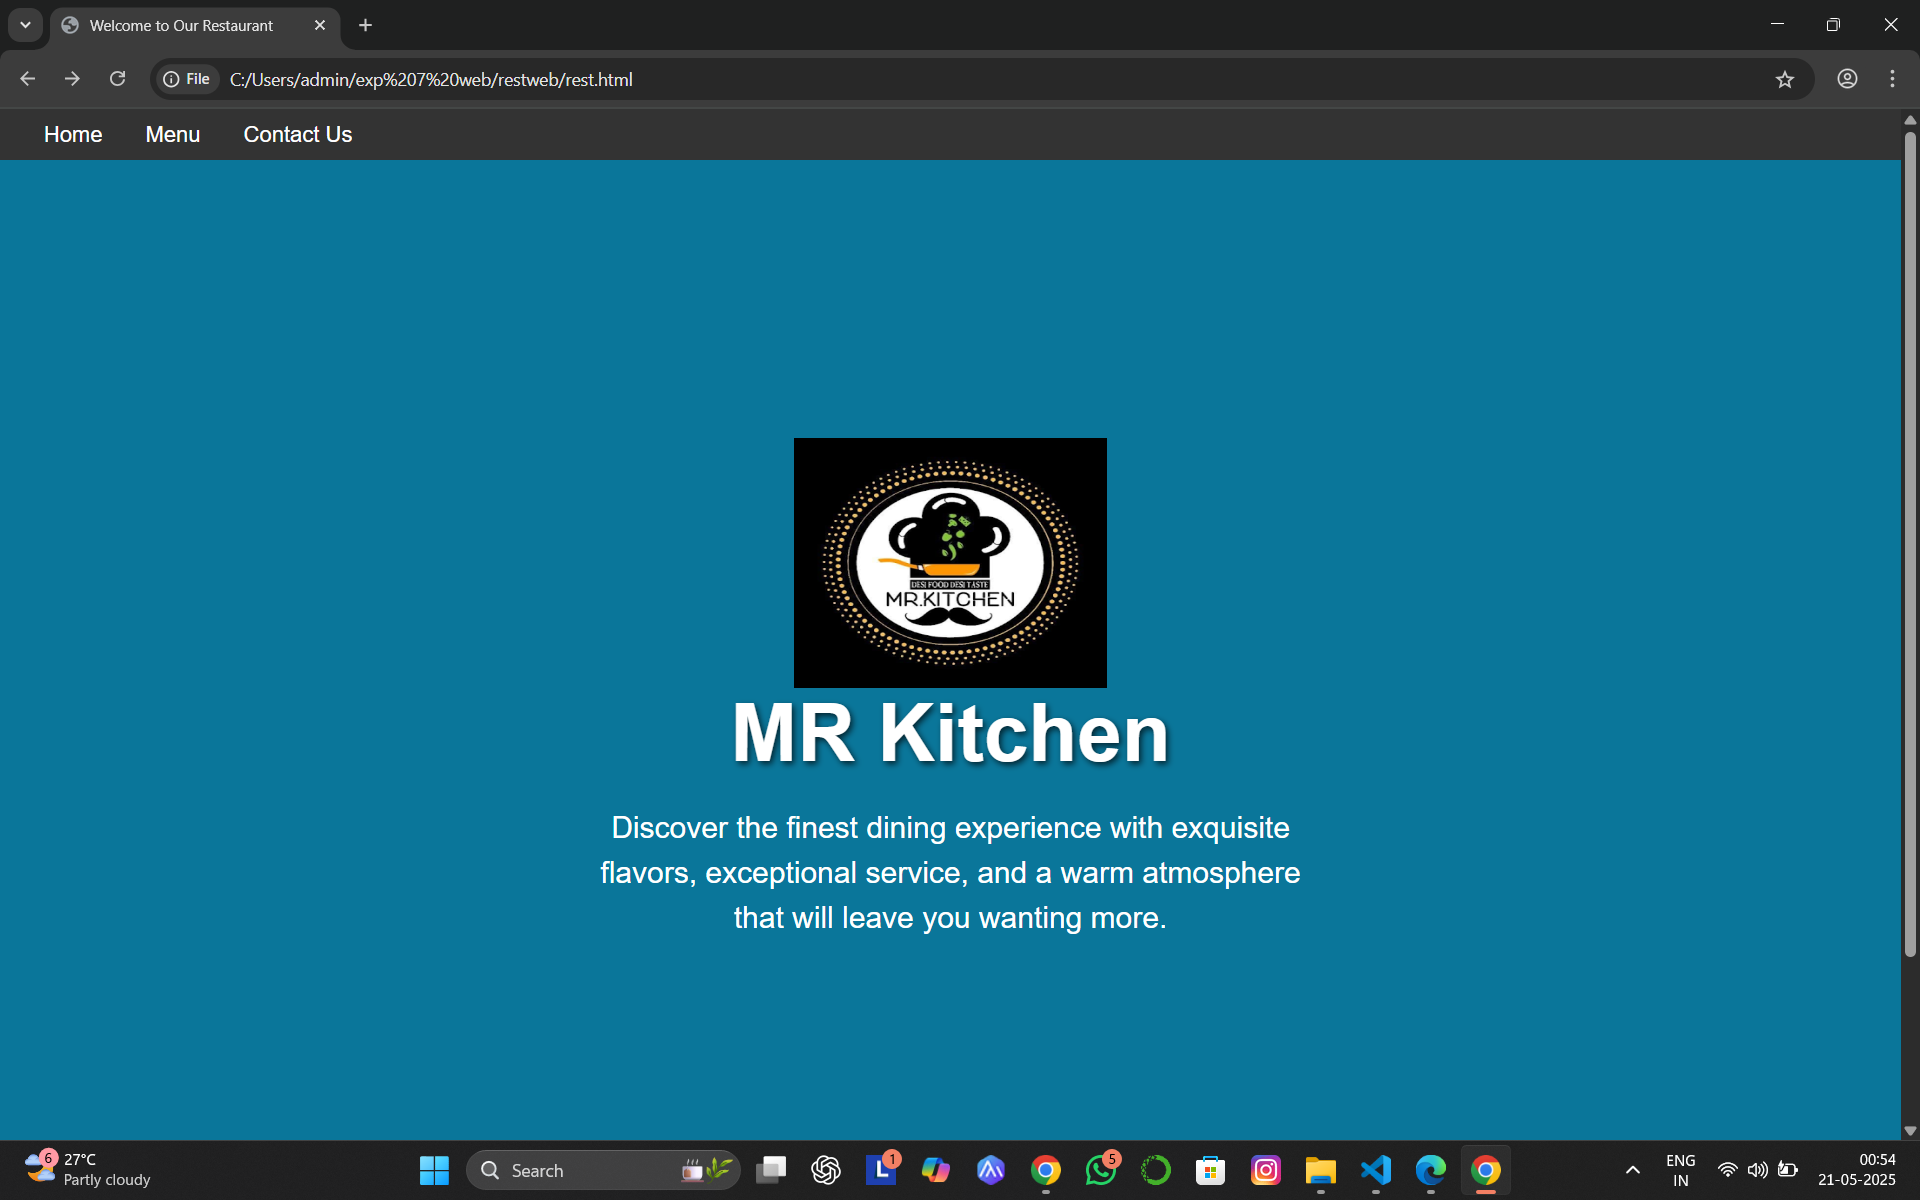 Welcome to Our Restaurant
File
C:/Users/admin/exp%207%20web/restweb/rest.html
Home
Menu
Contact Us
DESI FOOD DESI TASTE
MR.KITCHEN
MR Kitchen
Discover the finest dining experience with exquisite
flavors, exceptional service, and a warm atmosphere
that will leave you wanting more.
6
27°C
Partly cloudy
Search
L
1
5
ENG
IN
00:54
21-05-2025